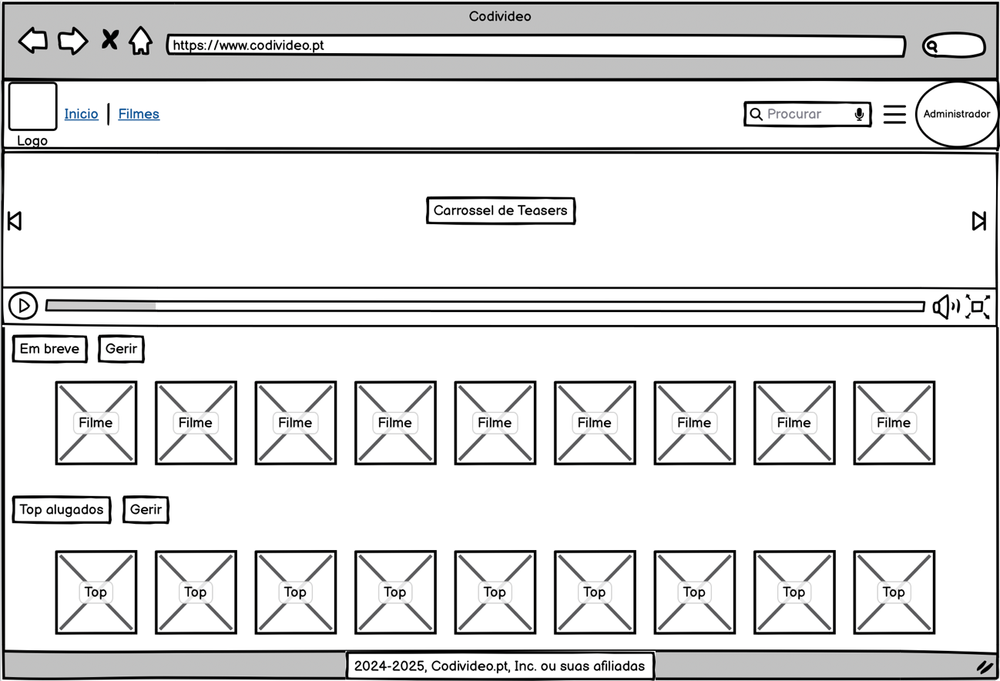 Codivideo
https://www.codivideo.pt
Inicio | Filmes
Procurar
Administrador
Logo
Carrossel de Teasers
Em breve Gerir
Filme Filme Filme Filme Filme Filme Filme Filme Filme
Top alugados Gerir
Top Top Top Top Top Top Top Top Top
2024-2025, Codivideo.pt, Inc. ou suas afiliadas